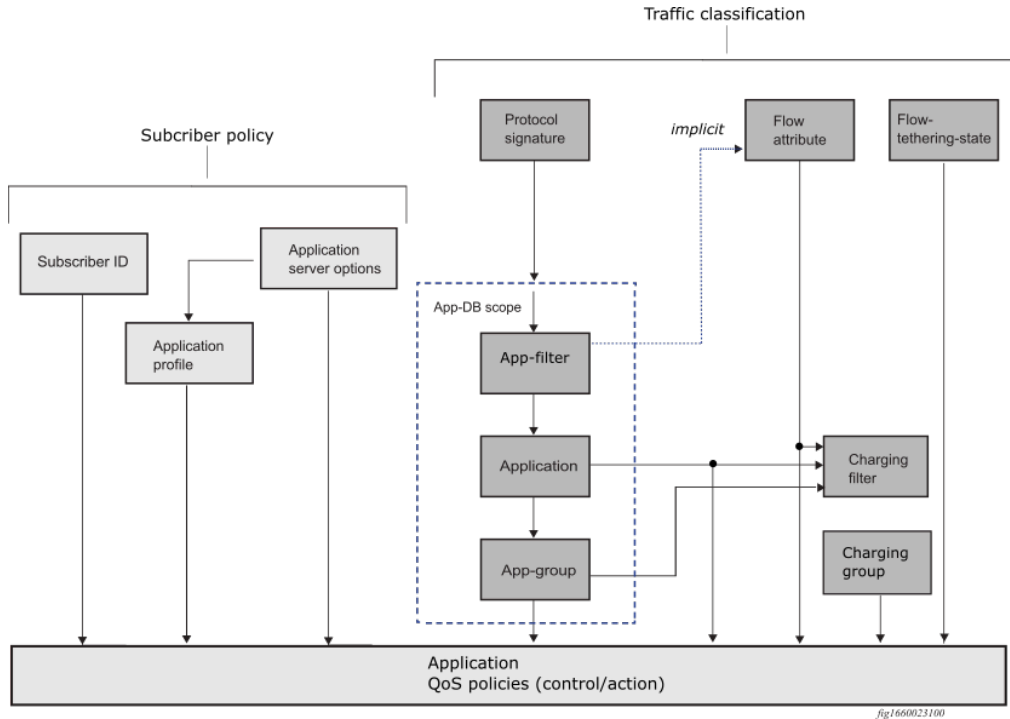 Traffic classification
Protocol
signature
implicit
Flow
attribute
Flow-
tethering-state
Subcriber policy
Subscriber ID
Application
server options
Application
profile
App-DB scope
App-filter
Application
App-group
Charging
filter
Charging
group
Application
QoS policies (control/action)
fig1660023100